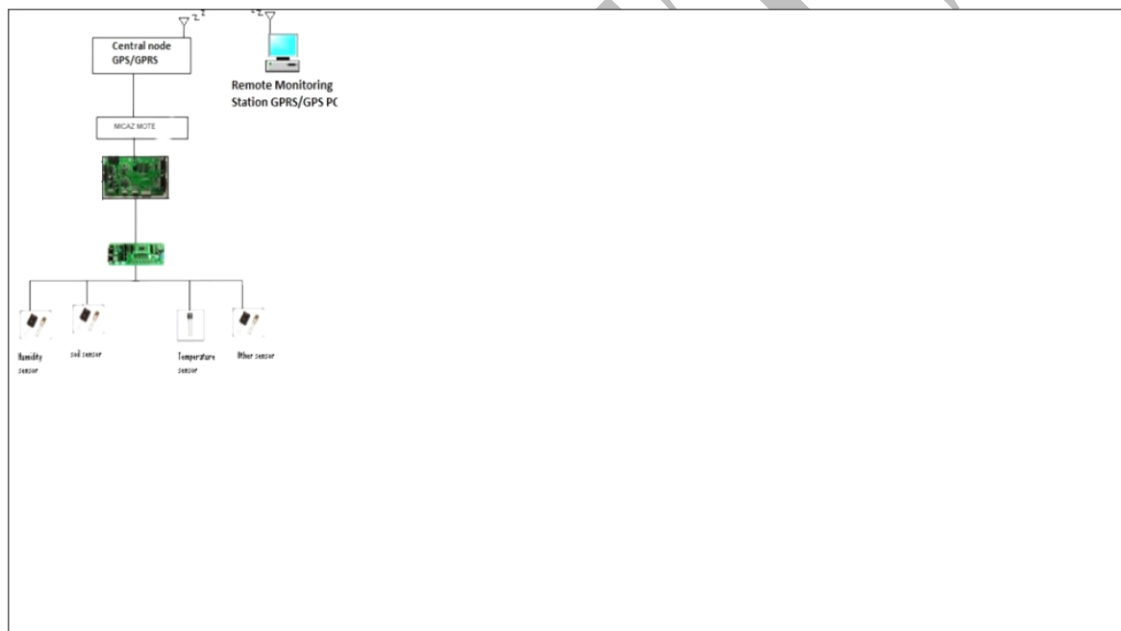 Central node
GPS/GPRS
Remote Monitoring
Station GPRS/GPS PC
MICAZ MOTE
Humidity
sensor
soil sensor
Temperature
sensor
Other sensor